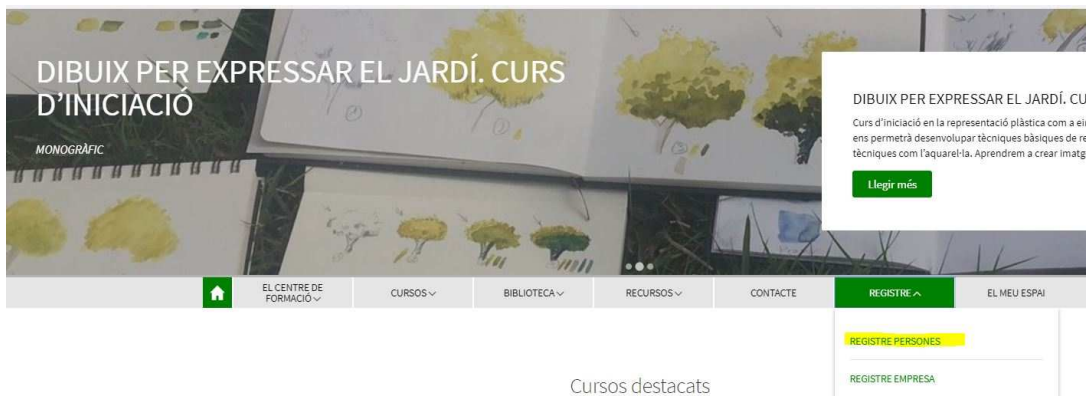 DIBUIX PER EXPRESSAR EL JARDÍ. CURS
D'INICIACIÓ
MONOGRÀFIC
DIBUIX PER EXPRESSAR EL JARDÍ. CU
Curs d'iniciació en la representació plàstica com a ei
ens permetrà desenvolupar tècniques bàsiques de re
tècniques com l'aquarel·la. Aprendrem a crear imatg
Llegir més
EL CENTRE DE
FORMACIÓ
CURSOS
BIBLIOTECA
RECURSOS
CONTACTE
REGISTRE
EL MEU ESPAI
REGISTRE PERSONES
REGISTRE EMPRESA
Cursos destacats